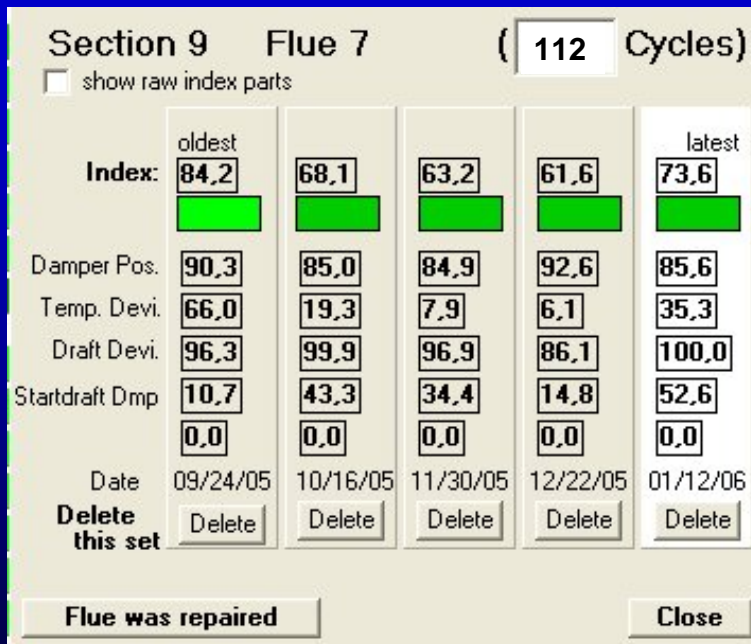 Section 9 Flue 7 ( 112 Cycles)
show raw index parts
oldest latest
Index: 84,2 68,1 63,2 61,6 73,6
Damper Pos. 90,3 85,0 84,9 92,6 85,6
Temp. Devi. 66,0 19,3 7,9 6,1 35,3
Draft Devi. 96,3 99,9 96,9 86,1 100,0
Startdraft Dmp 10,7 43,3 34,4 14,8 52,6
0,0 0,0 0,0 0,0 0,0
Date 09/24/05 10/16/05 11/30/05 12/22/05 01/12/06
Delete Delete Delete Delete Delete Delete
this set
Flue was repaired Close